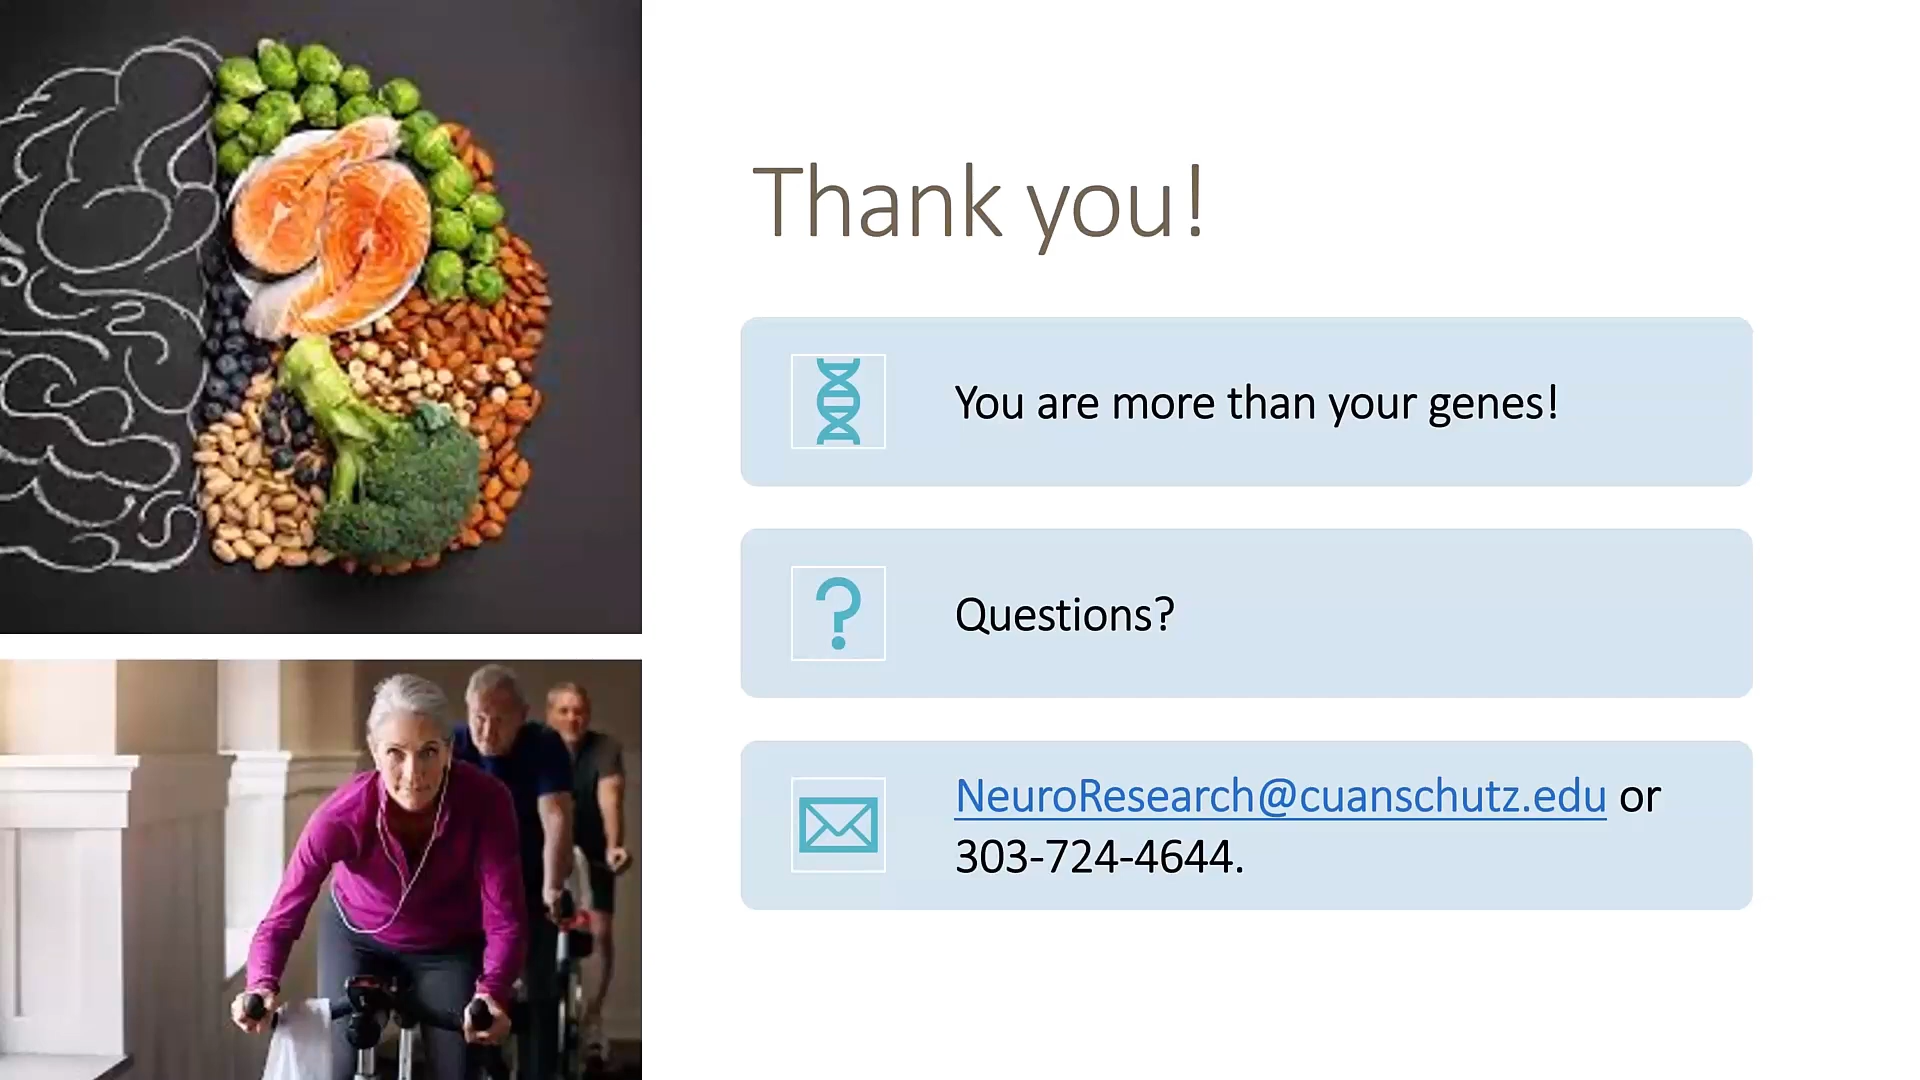 Thank you!
You are more than your genes!
Questions?
NeuroResearch@cuanschutz.edu or
303-724-4644.